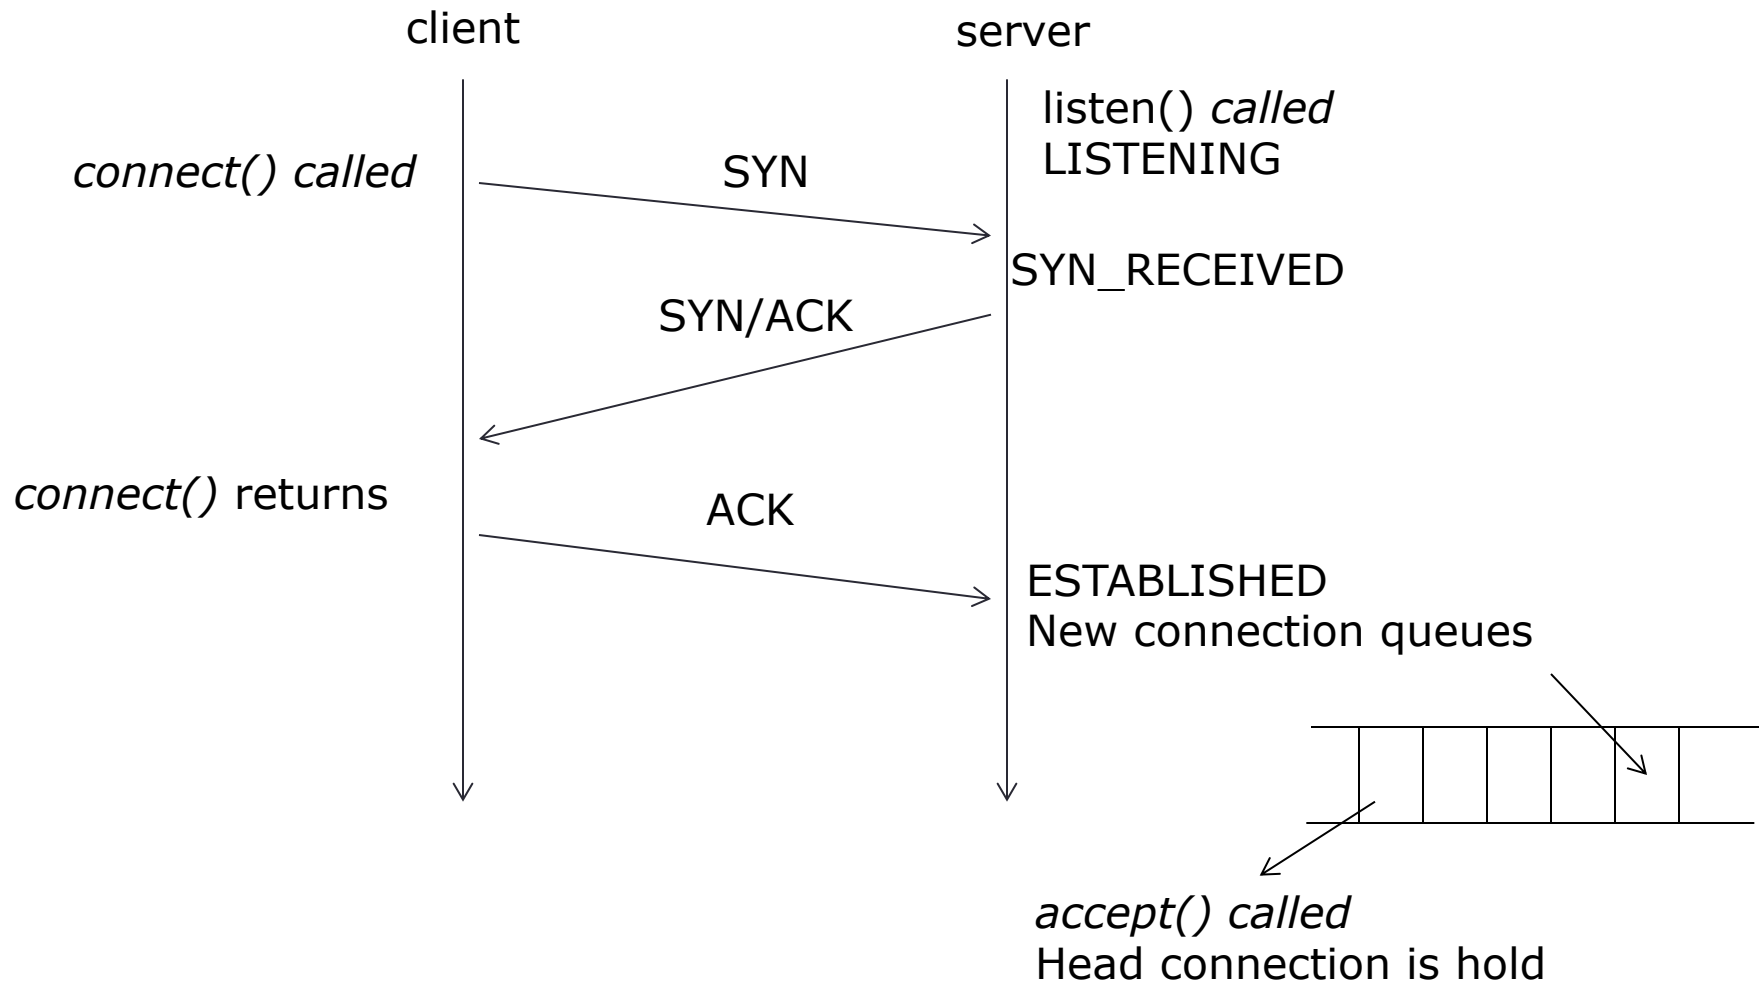 client
server
listen() called
LISTENING
connect() called
SYN
SYN_RECEIVED
SYN/ACK
connect() returns
ACK
ESTABLISHED
New connection queues
accept() called
Head connection is hold